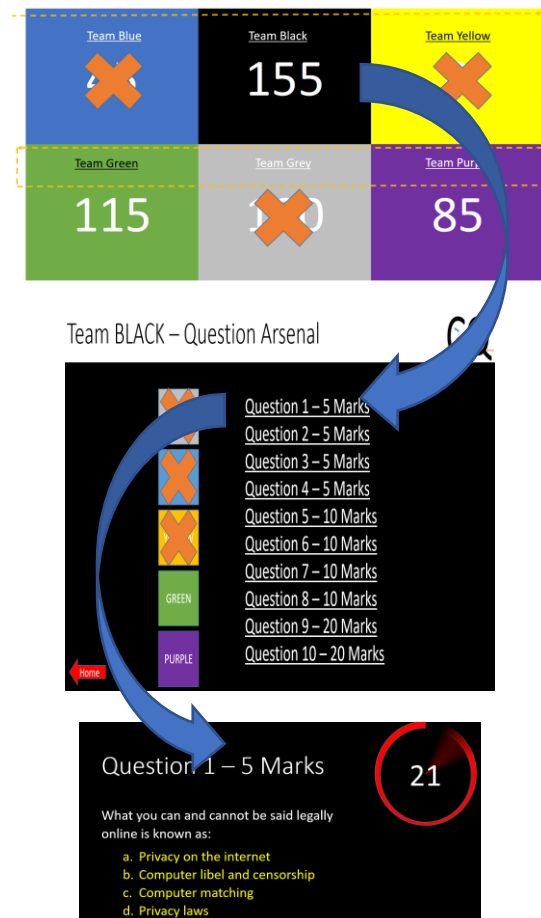 Team Blue
Team Black
Team Yellow
155
Team Green
Team Grey
Team Purp
115
85
Team BLACK – Question Arsenal
Question 1 – 5 Marks
Question 2 – 5 Marks
Question 3 – 5 Marks
Question 4 – 5 Marks
Question 5 – 10 Marks
Question 6 – 10 Marks
Question 7 – 10 Marks
GREEN
Question 8 – 10 Marks
Question 9 – 20 Marks
PURPLE
Question 10 – 20 Marks
Home
Question 1 – 5 Marks
21
What you can and cannot be said legally
online is known as:
a. Privacy on the internet
b. Computer libel and censorship
c. Computer matching
d. Privacy laws